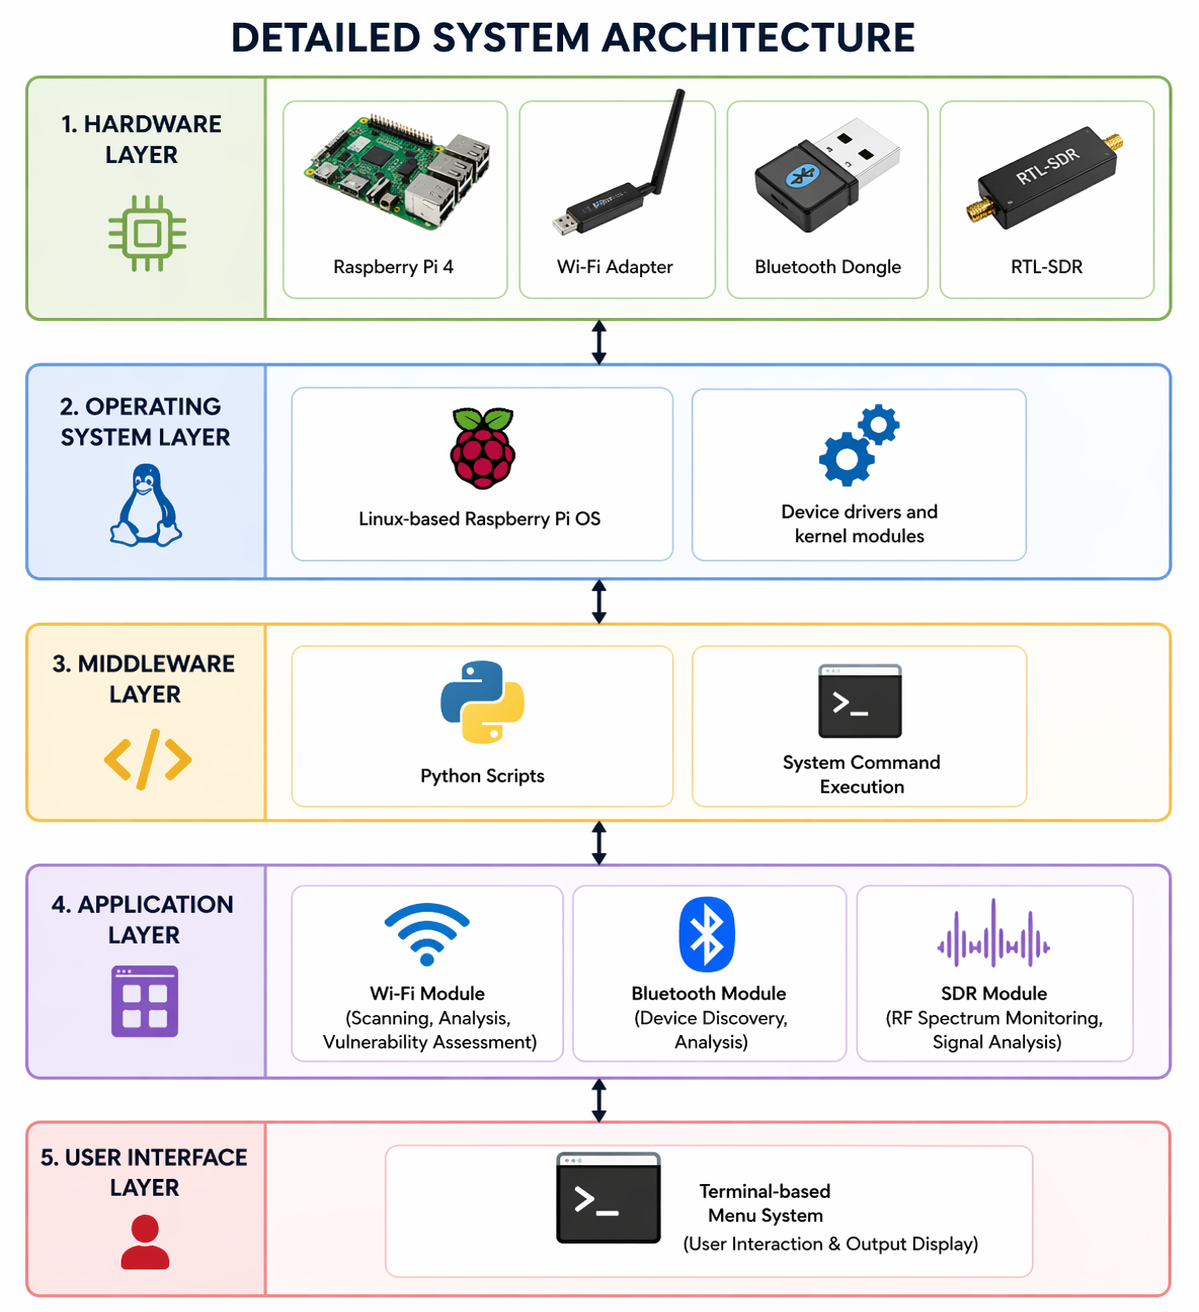 DETAILED SYSTEM ARCHITECTURE
1. HARDWARE
LAYER
RTL-SDR
Raspberry Pi 4
Wi-Fi Adapter
Bluetooth Dongle
RTL-SDR
2. OPERATING
SYSTEM LAYER
Linux-based Raspberry Pi OS
Device drivers and
kernel modules
3. MIDDLEWARE
LAYER
</>
Python Scripts
>_
System Command
Execution
4. APPLICATION
LAYER
Wi-Fi Module
(Scanning, Analysis,
Vulnerability Assessment)
Bluetooth Module
(Device Discovery,
Analysis)
SDR Module
(RF Spectrum Monitoring,
Signal Analysis)
5. USER INTERFACE
LAYER
>_
Terminal-based
Menu System
(User Interaction & Output Display)